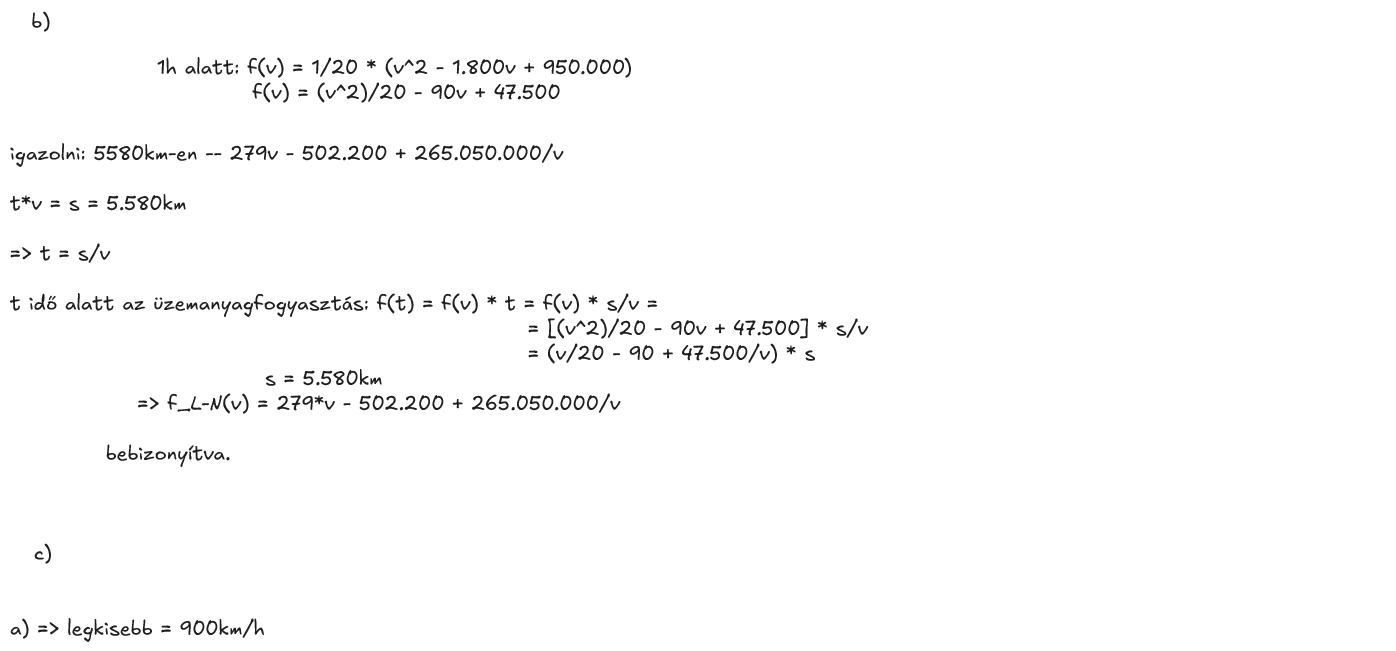 b)
1h alatt: f(v) = 1/20 * (v^2 - 1.800v + 950.000)
f(v) = (v^2)/20 - 90v + 47.500
igazolni: 5580km-en -- 279v - 502.200 + 265.050.000/v
t*v = s = 5.580km
=> t = s/v
t idő alatt az üzemanyagfogyasztás: f(t) = f(v) * t = f(v) * s/v =
= [(v^2)/20 - 90v + 47.500] * s/v
= (v/20 - 90 + 47.500/v) * s
s = 5.580km
=> f_L-N(v) = 279*v - 502.200 + 265.050.000/v
bebizonyítva.
c)
a) => legkisebb = 900km/h